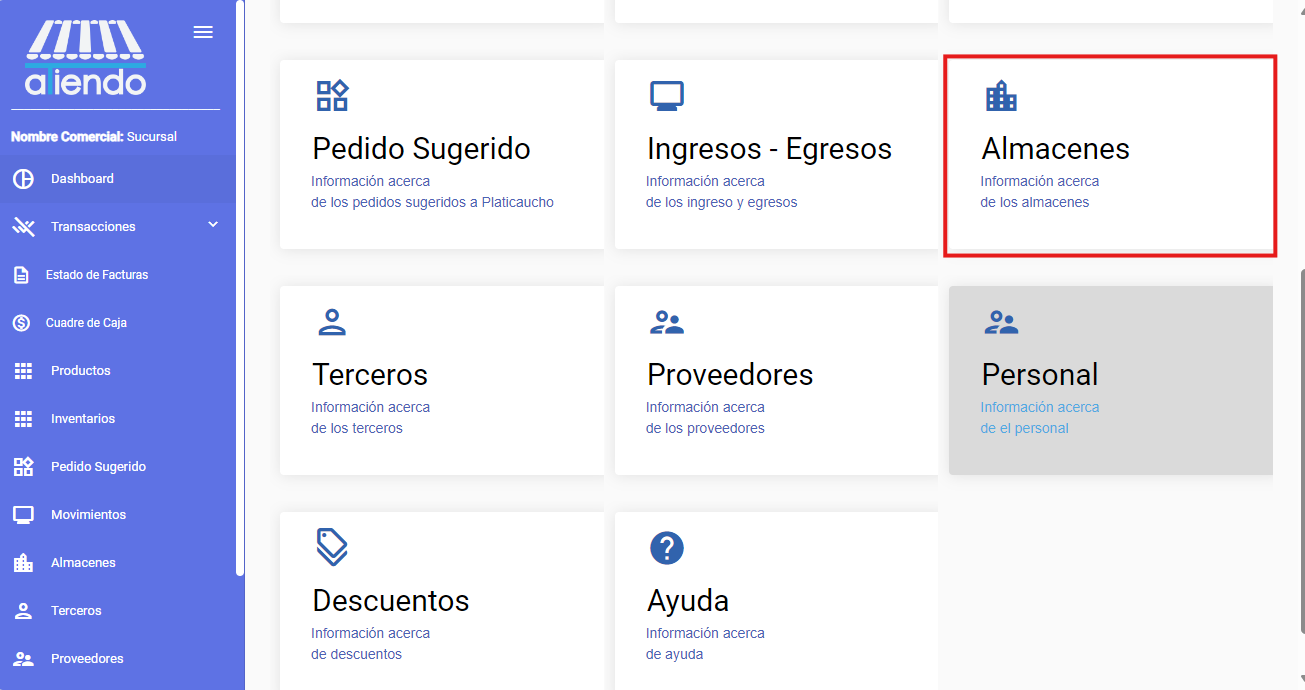 aTiendo
Nombre Comercial: Sucursal
Dashboard
Transacciones
Estado de Facturas
Cuadre de Caja
Productos
Inventarios
Pedido Sugerido
Movimientos
Almacenes
Terceros
Proveedores
Pedido Sugerido
Información acerca
de los pedidos sugeridos a Platicaucho
Ingresos - Egresos
Información acerca
de los ingreso y egresos
Almacenes
Información acerca
de los almacenes
Terceros
Información acerca
de los terceros
Proveedores
Información acerca
de los proveedores
Personal
Información acerca
de el personal
Descuentos
Información acerca
de descuentos
Ayuda
Información acerca
de ayuda